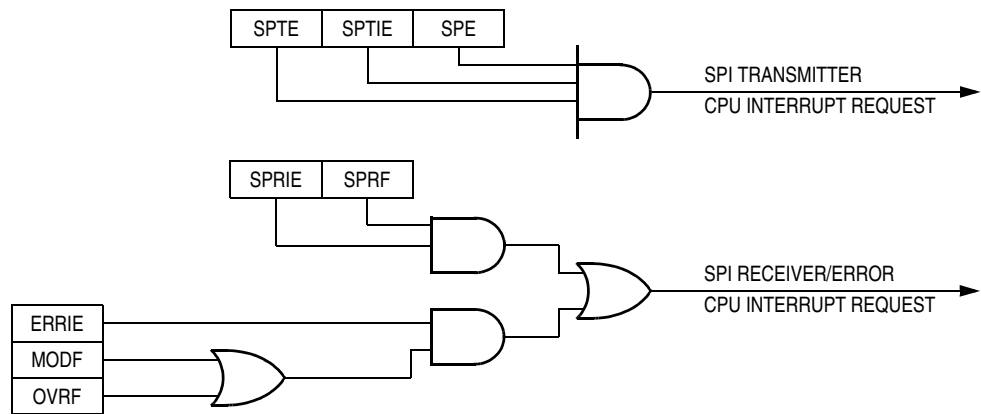 SPTE SPTIE SPE
SPI TRANSMITTER
CPU INTERRUPT REQUEST
SPRIE SPRF
SPI RECEIVER/ERROR
CPU INTERRUPT REQUEST
ERRIE
MODF
OVRF